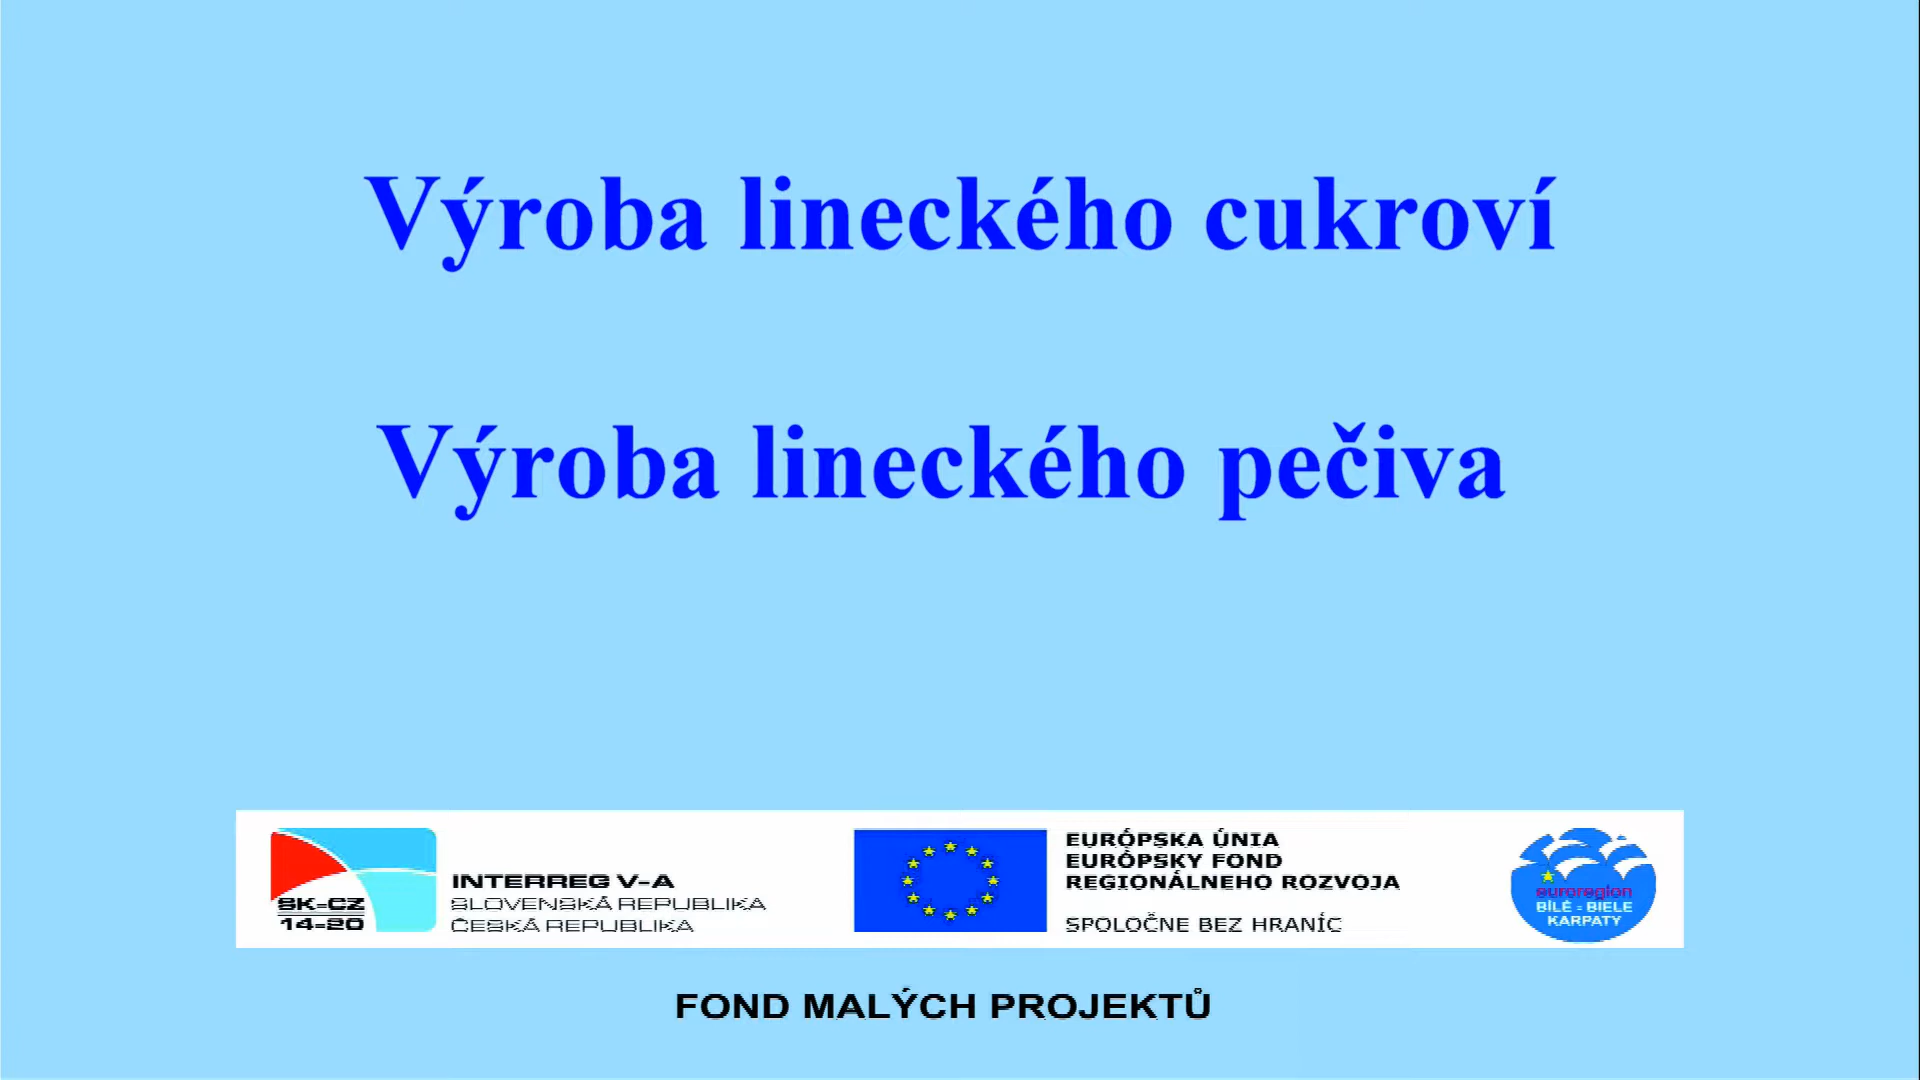 Výroba lineckého cukroví
Výroba lineckého pečiva
SK-CZ
14-20
INTERREG V-A
SLOVENSKÁ REPUBLIKA
ČESKÁ REPUBLIKA
EURÓPSKA ÚNIA
EURÓPSKY FOND
REGIONÁLNEHO ROZVOJA
SPOLOČNE BEZ HRANÍC
euroregion
BÍLÉ - BIELE
KARPATY
FOND MALÝCH PROJEKTŮ